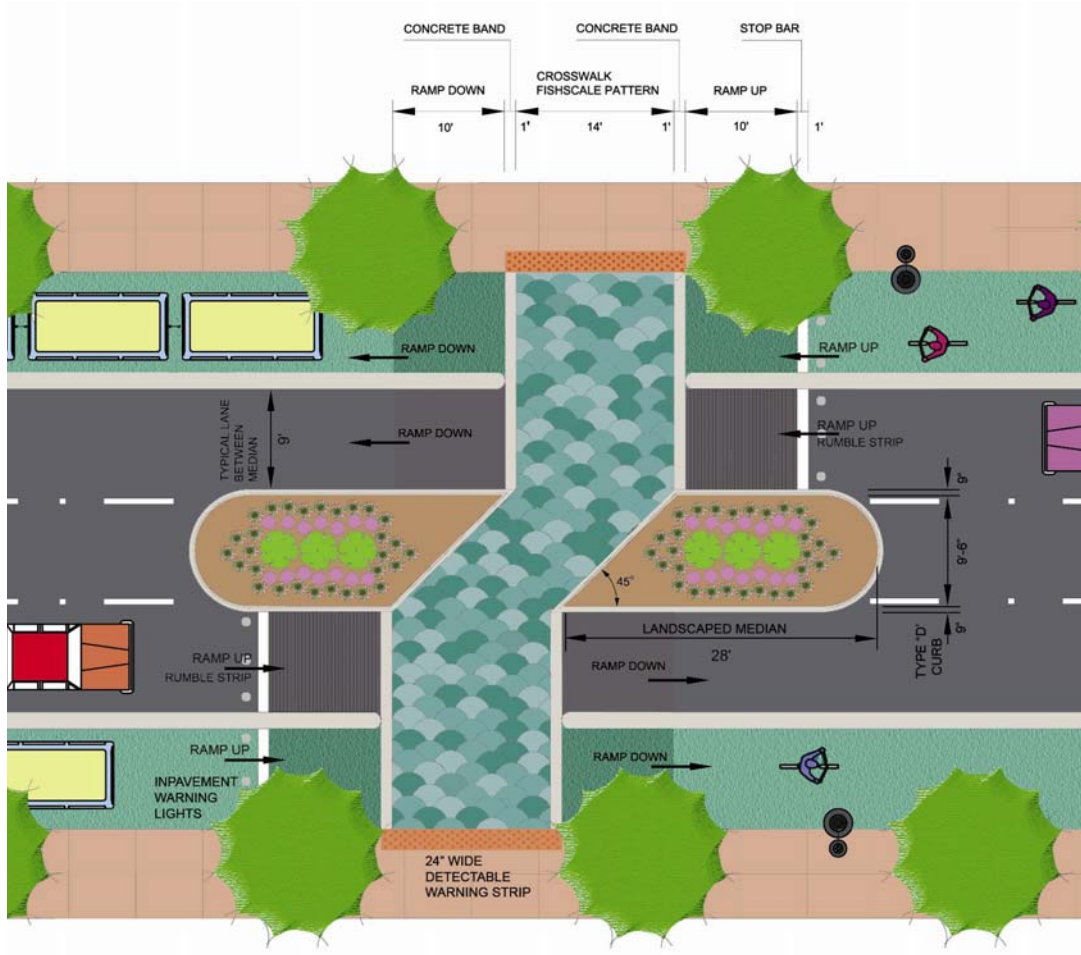 CONCRETE BAND
CONCRETE BAND
STOP BAR
RAMP DOWN
CROSSWALK
FISHSCALE PATTERN
RAMP UP
10'
1'
14'
1'
10'
1'
RAMP DOWN
RAMP UP
TYPICAL LANE
BETWEEN
MEDIAN
9'
RAMP DOWN
RAMP UP
RUMBLE STRIP
9"
9'-6"
9"
TYPE "D"
CURB
45°
LANDSCAPED MEDIAN
28'
RAMP UP
RUMBLE STRIP
RAMP DOWN
RAMP UP
RAMP DOWN
INPAVEMENT
WARNING
LIGHTS
24" WIDE
DETECTABLE
WARNING STRIP